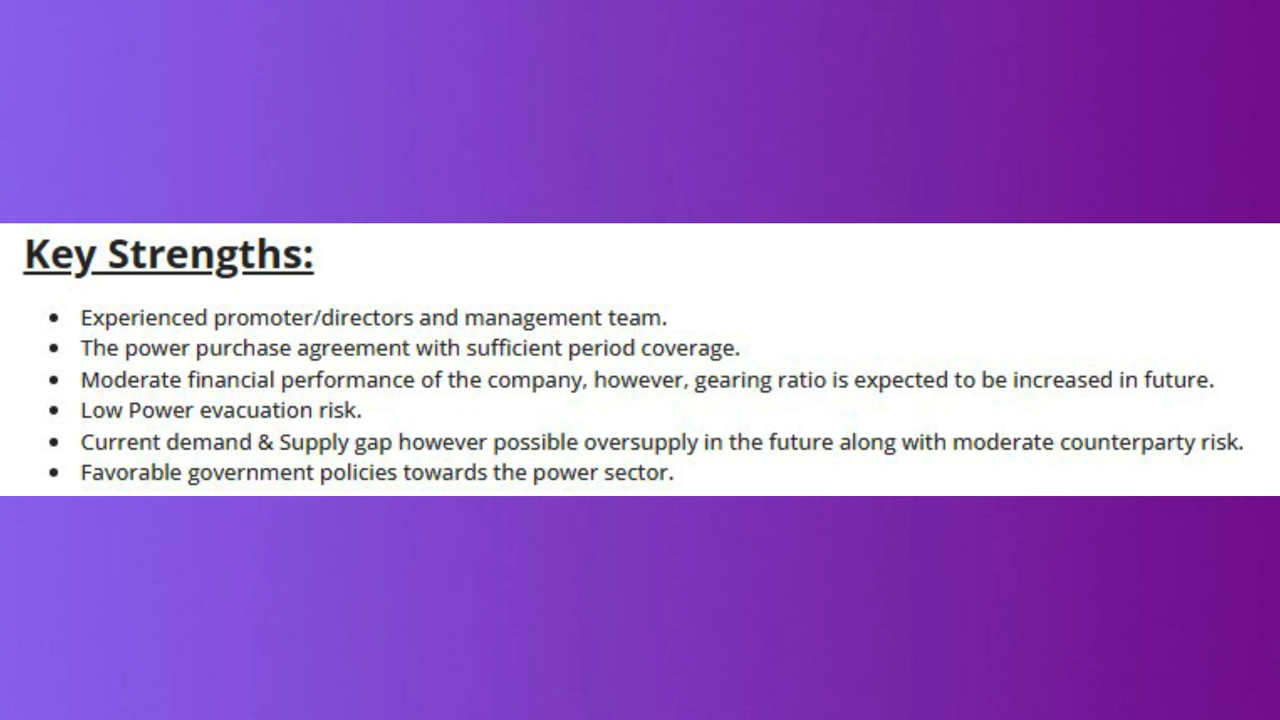 Key Strengths:
• Experienced promoter/directors and management team.
• The power purchase agreement with sufficient period coverage.
• Moderate financial performance of the company, however, gearing ratio is expected to be increased in future.
• Low Power evacuation risk.
• Current demand & Supply gap however possible oversupply in the future along with moderate counterparty risk.
• Favorable government policies towards the power sector.